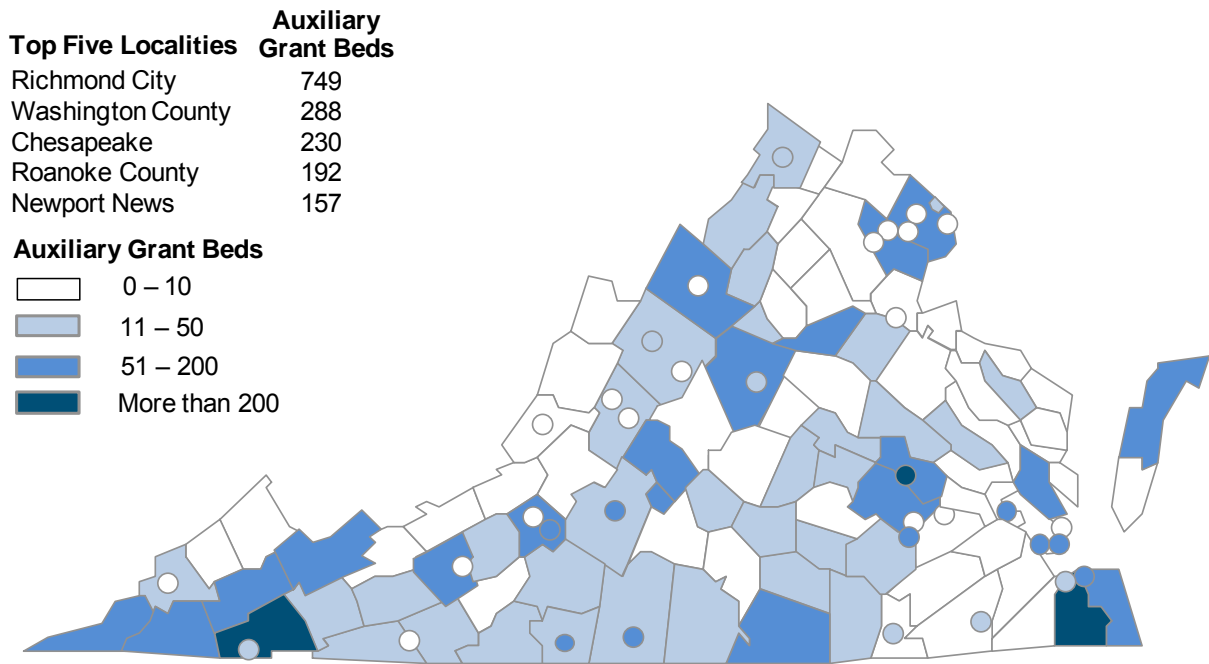 Top Five Localities Auxiliary Grant Beds
Richmond City 749
Washington County 288
Chesapeake 230
Roanoke County 192
Newport News 157
Auxiliary Grant Beds
0 – 10
11 – 50
51 – 200
More than 200